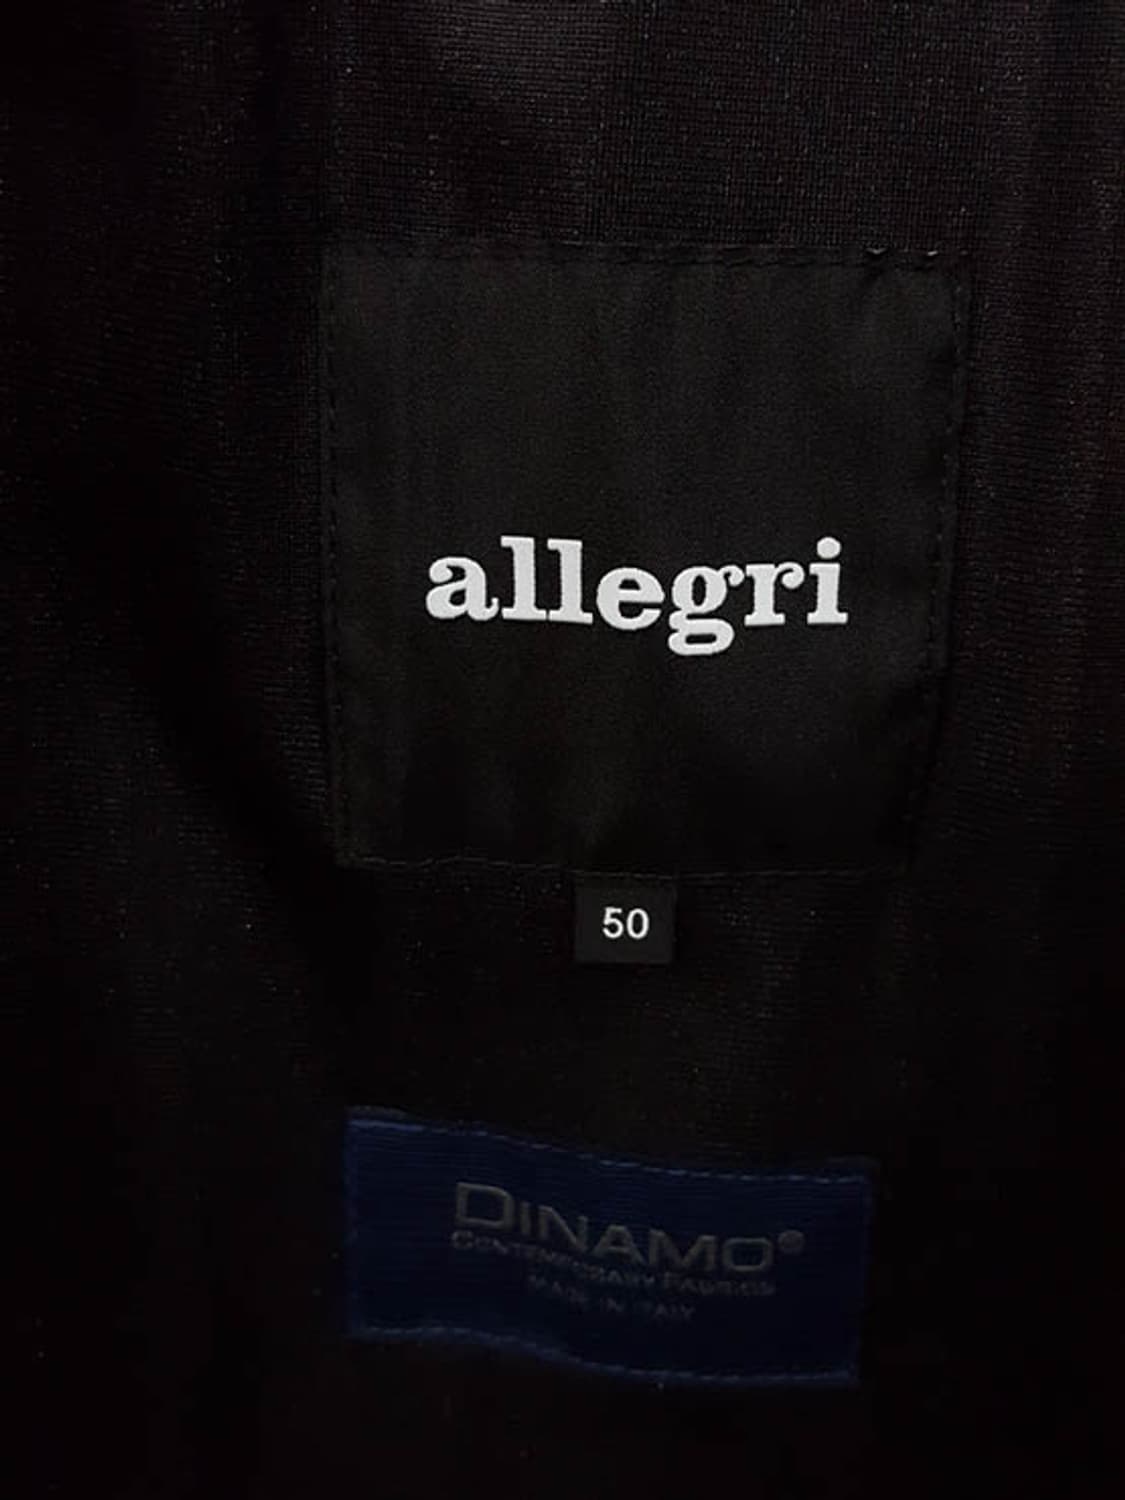 allegri
50
DINAMO®
CONTEMPORARY FABRICS
MADE IN ITALY